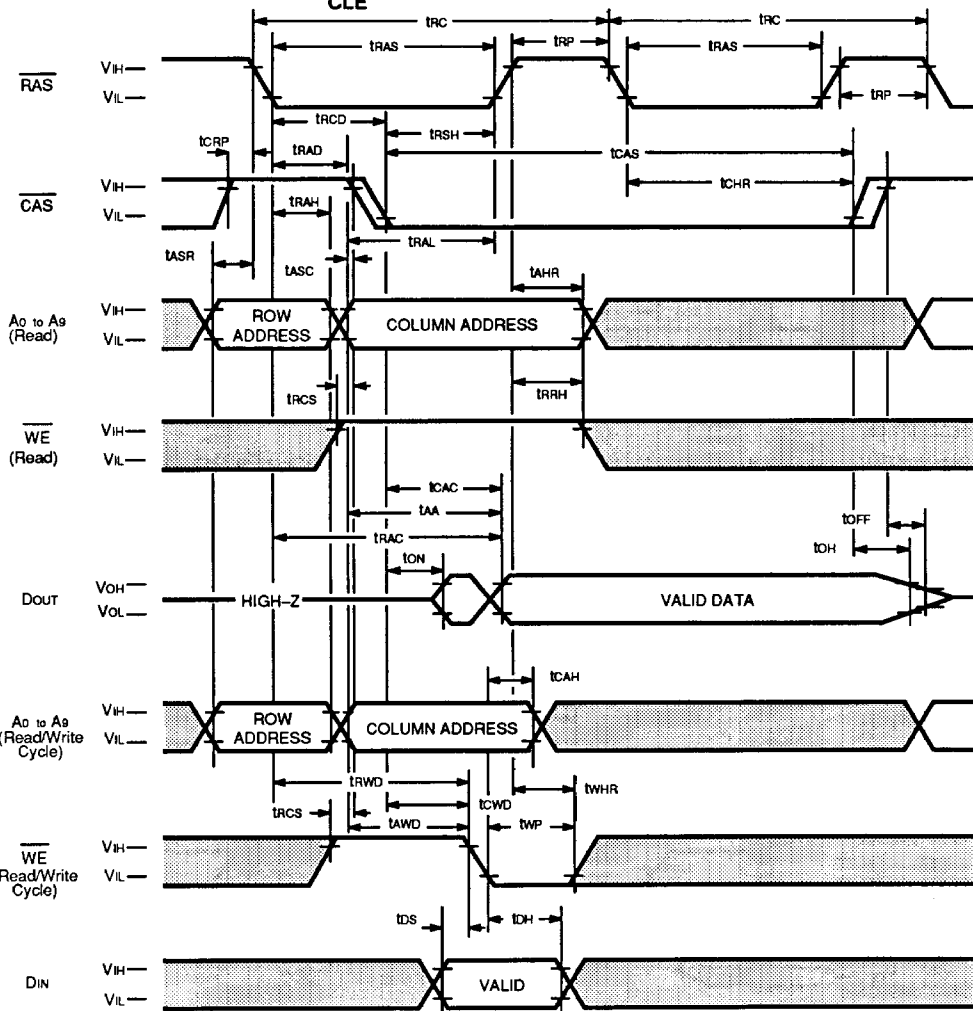 CLE
tRC tRC
tRAS tRP tRAS
RAS VIH
VIL tRP
tRCD tRSH
tCRP tRAD tCAS
CAS VIH tCHR
VIL tRAH
tRAL
tASR tASC tAHR
A0 to A9 (Read) VIH
VIL ROW ADDRESS COLUMN ADDRESS
tRCS tRRH
WE (Read) VIH
VIL
tCAC
tAA tOFF
tRAC tOH
tON
DOUT VOH
VOL HIGH–Z VALID DATA
tCAH
A0 to A9 (Read/Write Cycle) VIH
VIL ROW ADDRESS COLUMN ADDRESS
tRWD tWHR
tRCS tCWD
tAWD tWP
WE Read/Write Cycle) VIH
VIL
tDS tDH
DIN VIH
VIL VALID